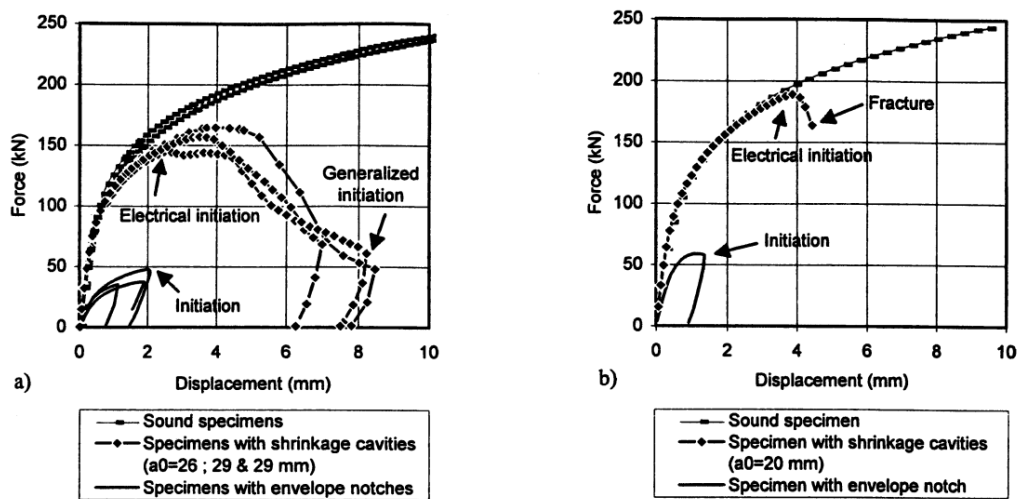 250
200
150
100
50
0
Force (kN)
Electrical initiation
Generalized
initiation
Initiation
0 2 4 6 8 10
a)
Displacement (mm)
Sound specimens
Specimens with shrinkage cavities
(a0=26 ; 29 & 29 mm)
Specimens with envelope notches
250
200
150
100
50
0
Force (kN)
Fracture
Electrical initiation
Initiation
0 2 4 6 8 10
b)
Displacement (mm)
Sound specimen
Specimen with shrinkage cavities
(a0=20 mm)
Specimen with envelope notch